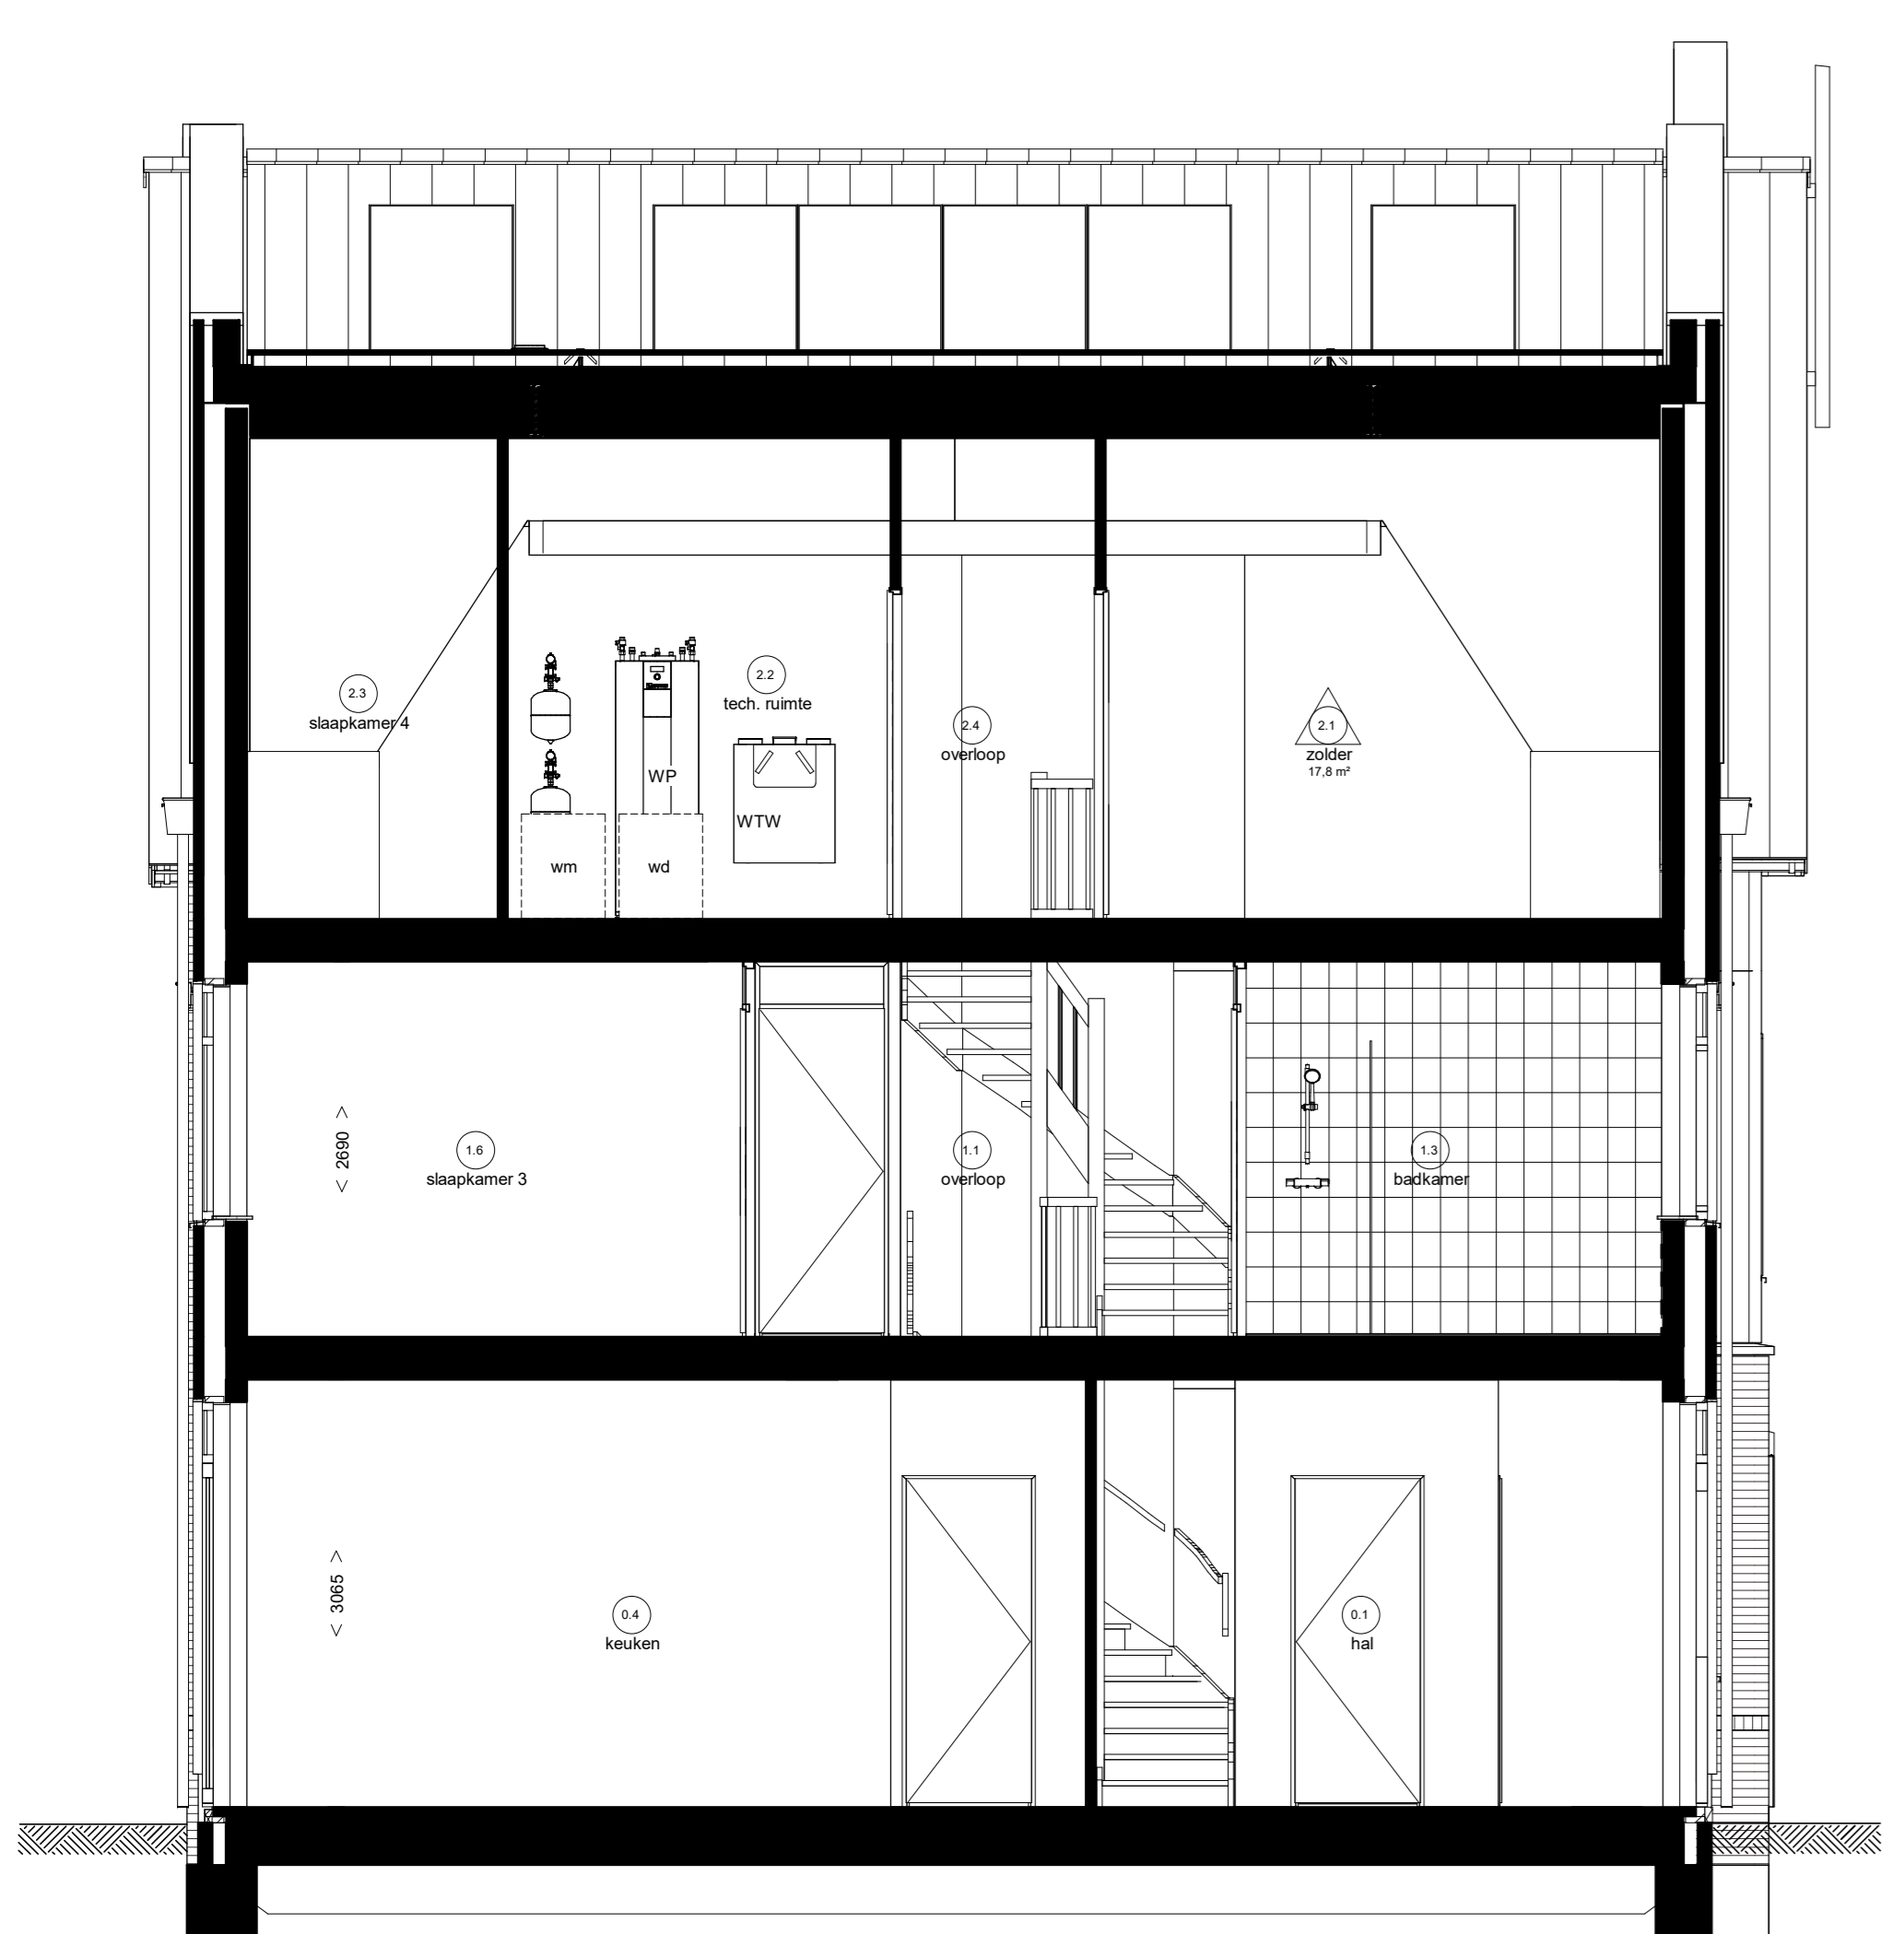 2.3
slaapkamer 4
2.2
tech. ruimte
WP
WTW
wm
wd
2.4
overloop
2.1
zolder
17,8 m²
< 2690 >
1.6
slaapkamer 3
1.1
overloop
1.3
badkamer
< 3065 >
0.4
keuken
0.1
hal